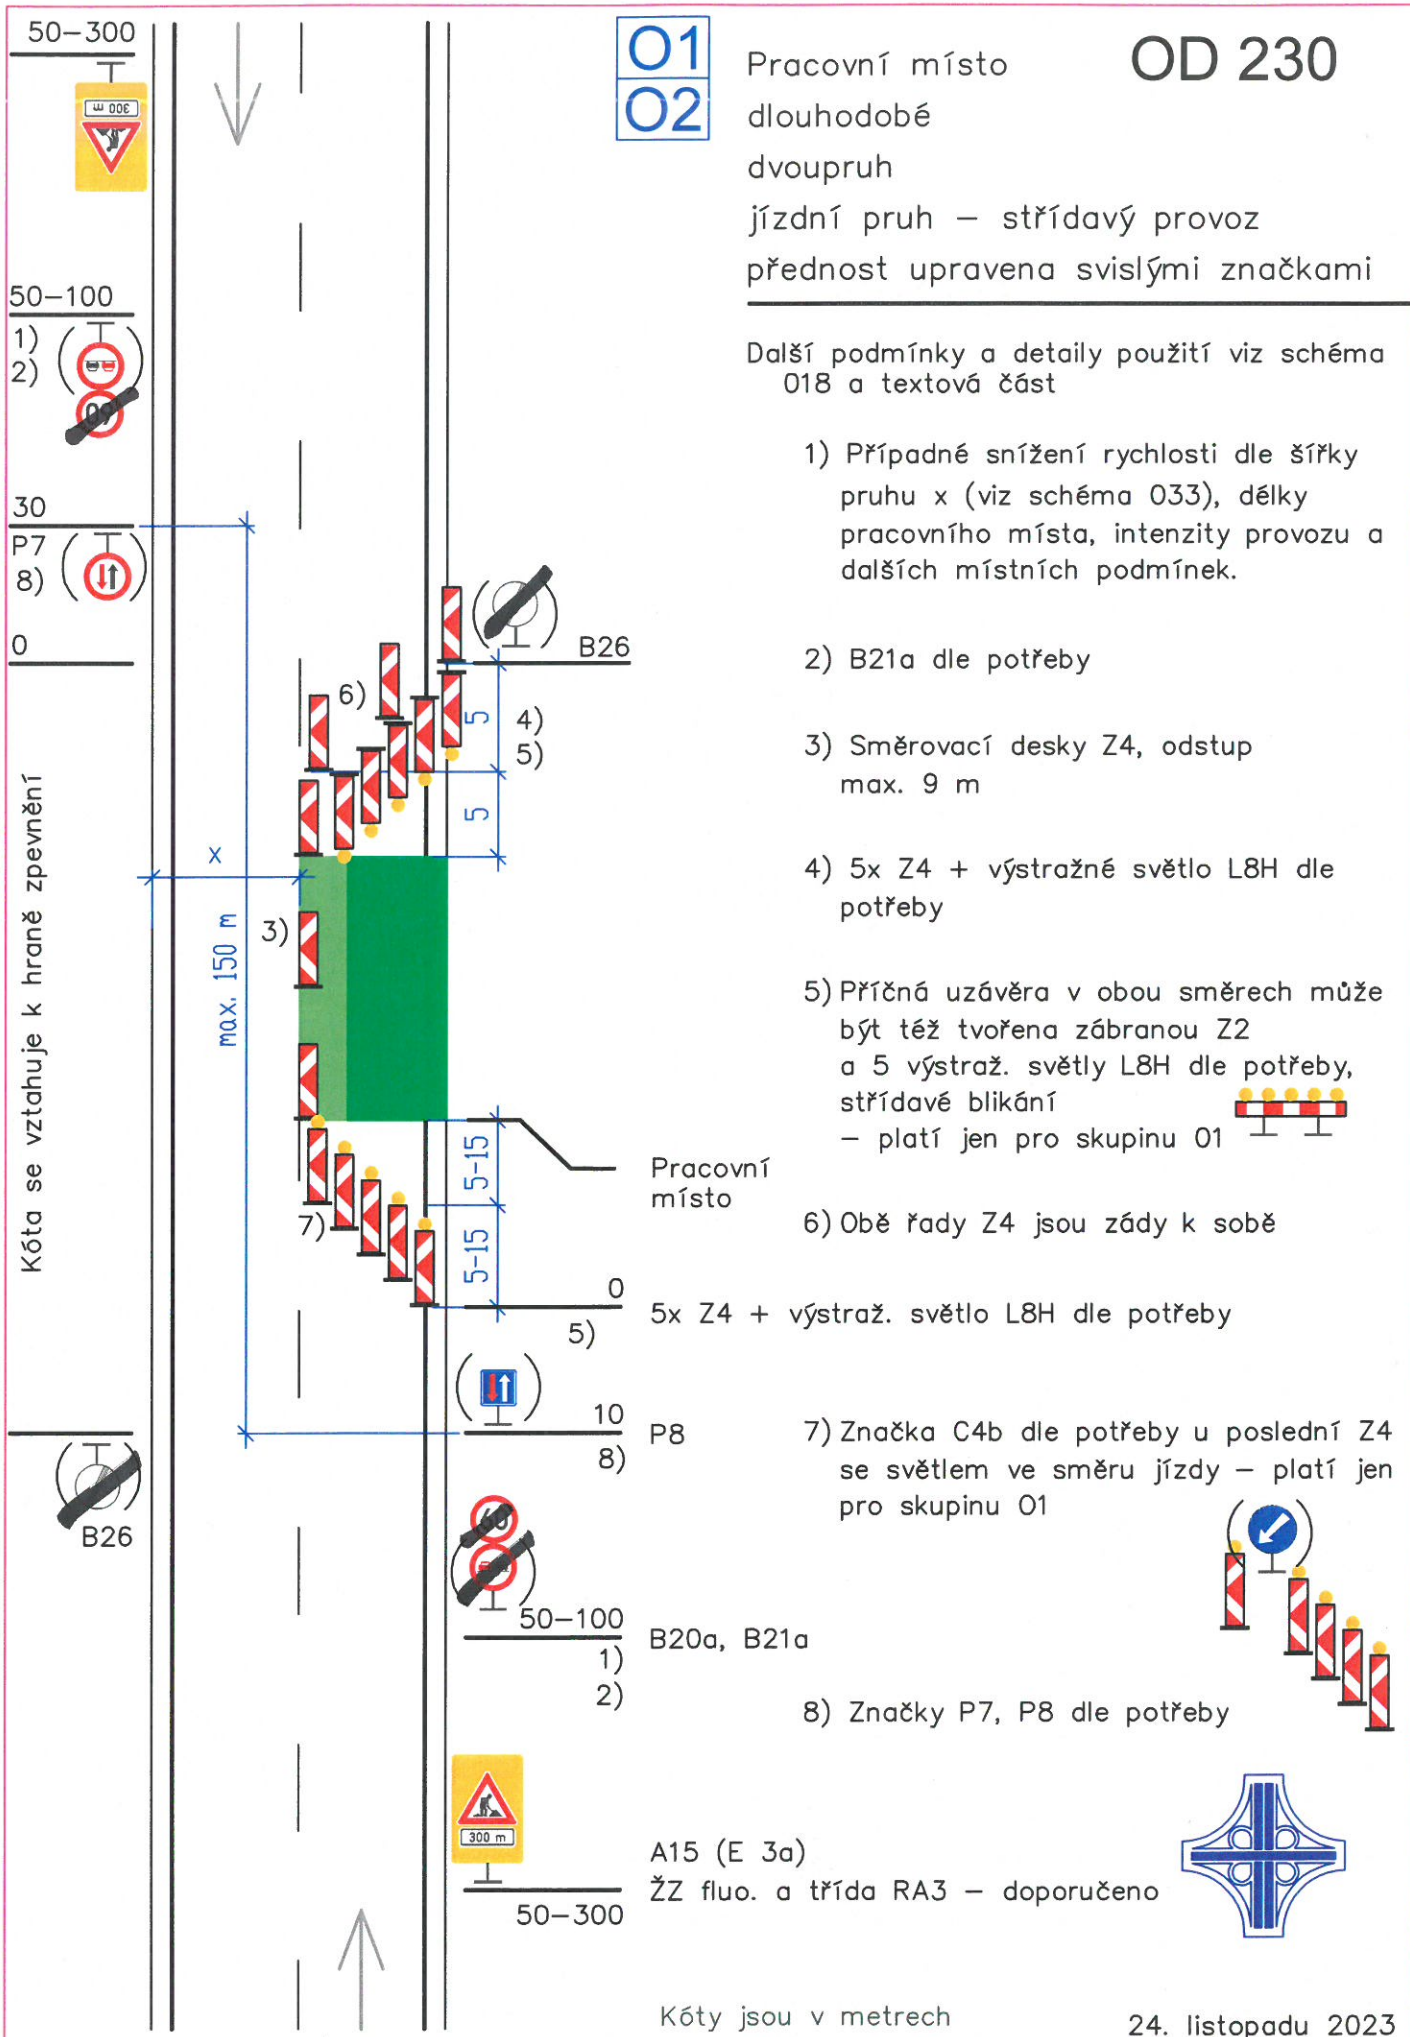 O1
O2
OD 230
Pracovní místo
dlouhodobé
dvoupruh
jízdní pruh – střídavý provoz
přednost upravena svislými značkami
Další podmínky a detaily použití viz schéma
018 a textová část
1) Případné snížení rychlosti dle šířky
pruhu x (viz schéma 033), délky
pracovního místa, intenzity provozu a
dalších místních podmínek.
2) B21a dle potřeby
3) Směrovací desky Z4, odstup
max. 9 m
4) 5x Z4 + výstražné světlo L8H dle
potřeby
5) Příčná uzávěra v obou směrech může
být též tvořena zábranou Z2
a 5 výstraž. světly L8H dle potřeby,
střídavé blikání
– platí jen pro skupinu 01
6) Obě řady Z4 jsou zády k sobě
7) Značka C4b dle potřeby u poslední Z4
se světlem ve směru jízdy – platí jen
pro skupinu 01
8) Značky P7, P8 dle potřeby
50-300
300 m
50-100
1)
2)
60
30
P7
8)
0
B26
6)
5
4)
5)
5
x
3)
max. 150 m
Kóta se vztahuje k hraně zpevnění
Pracovní
místo
5-15
7)
5-15
0
5)
5x Z4 + výstraž. světlo L8H dle potřeby
10
P8
8)
B26
60
50-100
B20a, B21a
1)
2)
300 m
A15 (E 3a)
ŽZ fluo. a třída RA3 – doporučeno
50-300
Kóty jsou v metrech
24. listopadu 2023